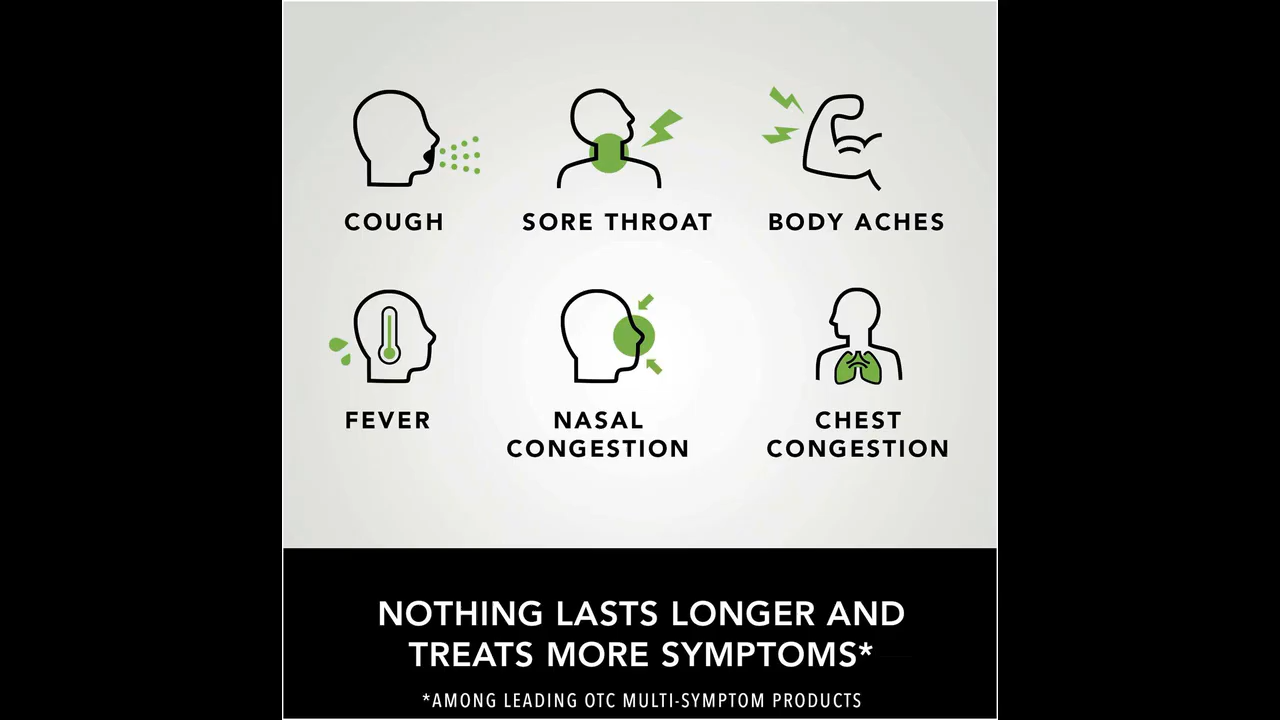 COUGH
SORE THROAT
BODY ACHES
FEVER
NASAL
CONGESTION
CHEST
CONGESTION
NOTHING LASTS LONGER AND
TREATS MORE SYMPTOMS*
*AMONG LEADING OTC MULTI-SYMPTOM PRODUCTS